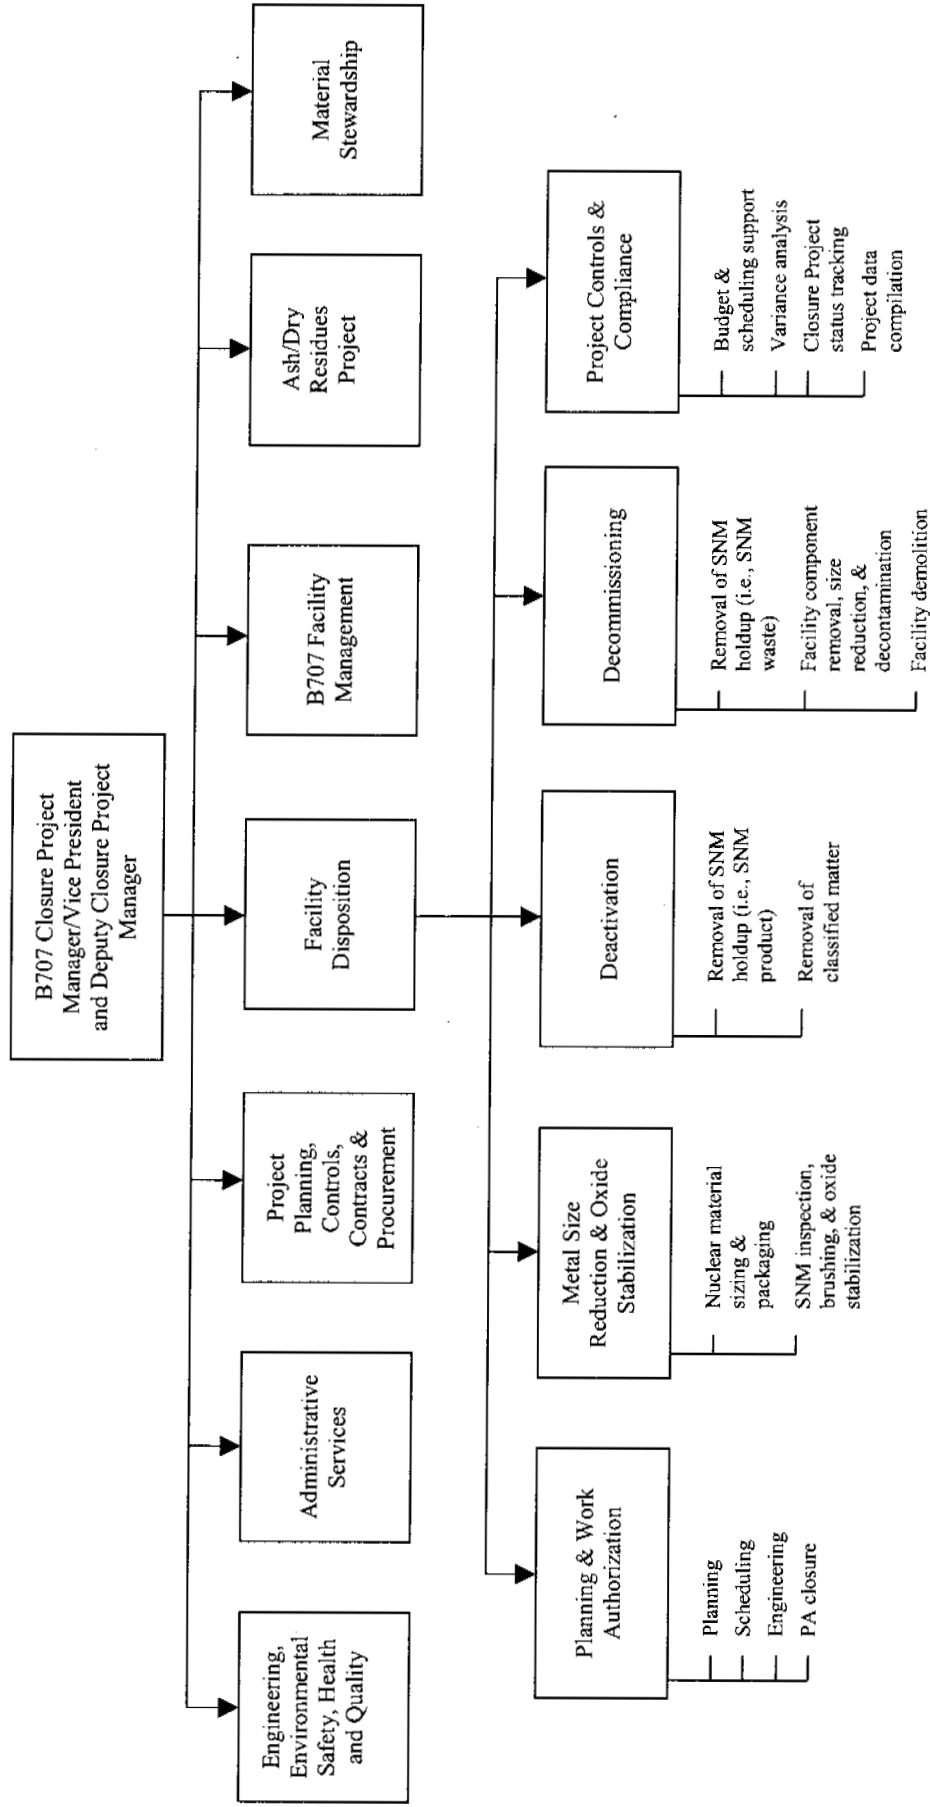 B707 Closure Project
Manager/Vice President
and Deputy Closure Project
Manager
Engineering,
Environmental
Safety, Health
and Quality
Administrative
Services
Project
Planning,
Controls,
Contracts &
Procurement
Facility
Disposition
B707 Facility
Management
Ash/Dry
Residues
Project
Material
Stewardship
Planning & Work
Authorization
Planning
Scheduling
Engineering
PA closure
Metal Size
Reduction & Oxide
Stabilization
Nuclear material
sizing &
packaging
SNM inspection,
brushing, & oxide
stabilization
Deactivation
Removal of SNM
holdup (i.e., SNM
product)
Removal of
classified matter
Decommissioning
Removal of SNM
holdup (i.e., SNM
waste)
Facility component
removal, size
reduction, &
decontamination
Facility demolition
Project Controls &
Compliance
Budget &
scheduling support
Variance analysis
Closure Project
status tracking
Project data
compilation